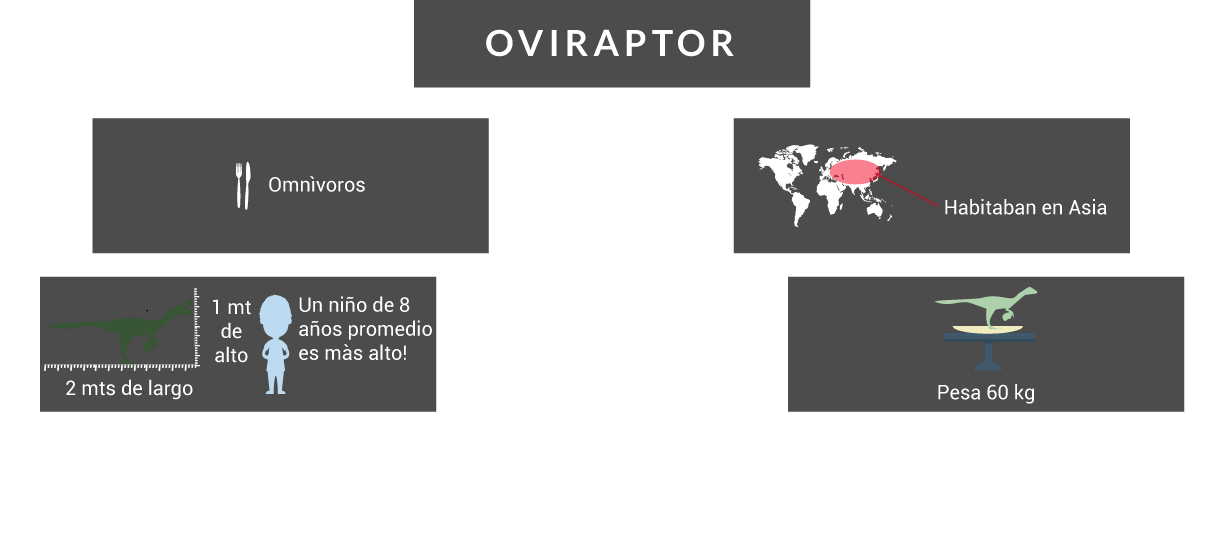 OVIRAPTOR
Omnìvoros
Habitaban en Asia
1 mt
de
alto
Un niño de 8
años promedio
es màs alto!
2 mts de largo
Pesa 60 kg